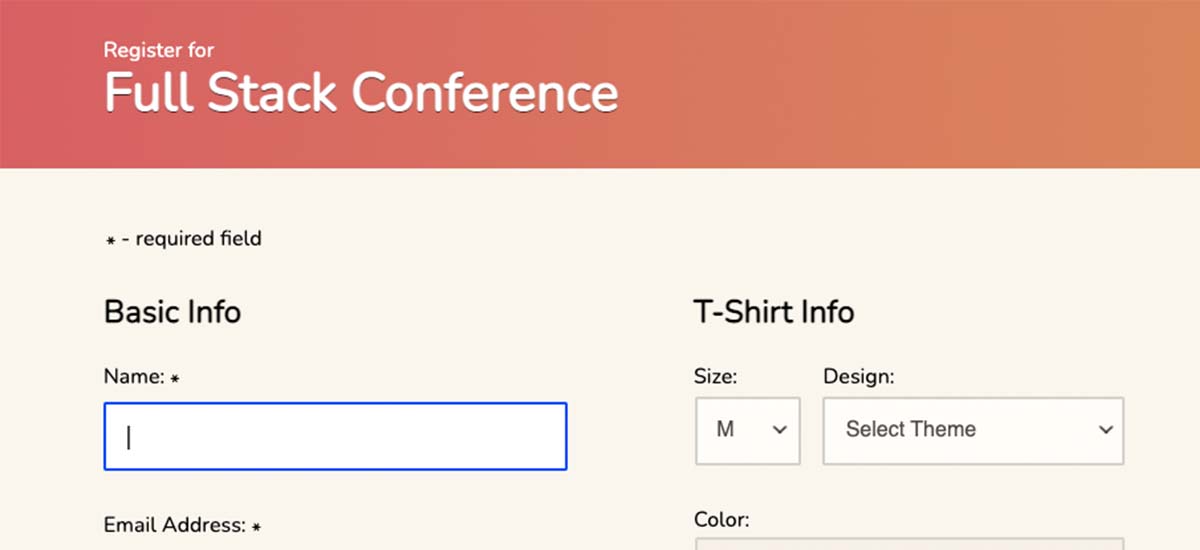 Register for
Full Stack Conference
* - required field
Basic Info
Name: *
Email Address: *
T-Shirt Info
Size: Design:
M Select Theme
Color: